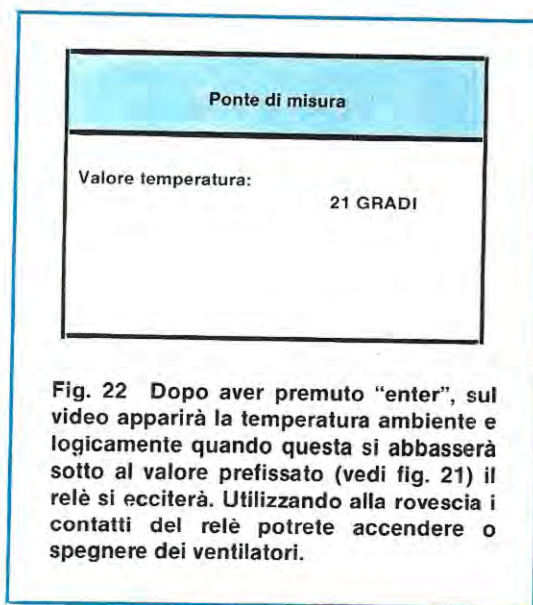 Ponte di misura
Valore temperatura:
21 GRADI
Fig. 22 Dopo aver premuto “enter”, sul
video apparirà la temperatura ambiente e
logicamente quando questa si abbasserà
sotto al valore prefissato (vedi fig. 21) il
relè si ecciterà. Utilizzando alla rovescia i
contatti del relè potrete accendere o
spegnere dei ventilatori.